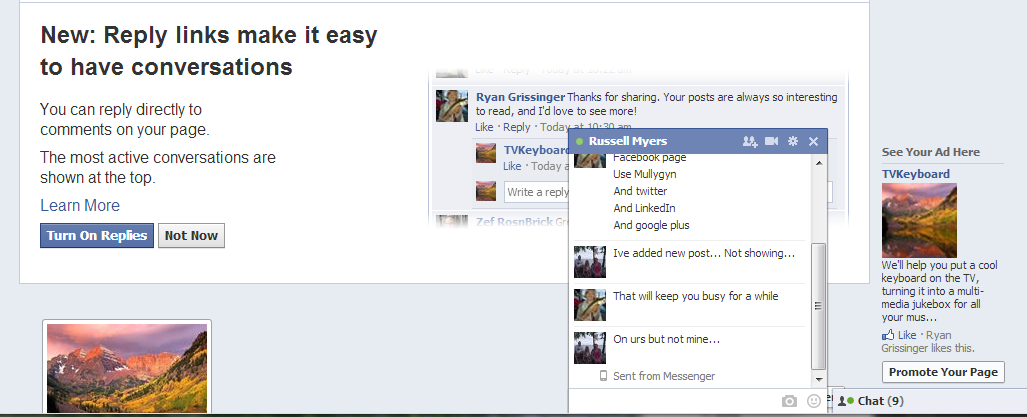 New: Reply links make it easy
to have conversations
You can reply directly to
comments on your page.
The most active conversations are
shown at the top.
Learn More
Turn On Replies Not Now
Like · Reply · Today at 10:22 am
Ryan Grissinger Thanks for sharing. Your posts are always so interesting
to read, and I'd love to see more!
Like · Reply · Today at 10:30 am
TVKeyboard
Like · Today a
Write a reply
Zef RosnBrick Gre
Russell Myers
Facebook page
Use Mullygyn
And twitter
And LinkedIn
And google plus
Ive added new post... Not showing...
That will keep you busy for a while
On urs but not mine...
Sent from Messenger
See Your Ad Here
TVKeyboard
We'll help you put a cool
keyboard on the TV,
turning it into a multi-
media jukebox for all
your mus...
Like · Ryan
Grissinger likes this.
Promote Your Page
Chat (9)